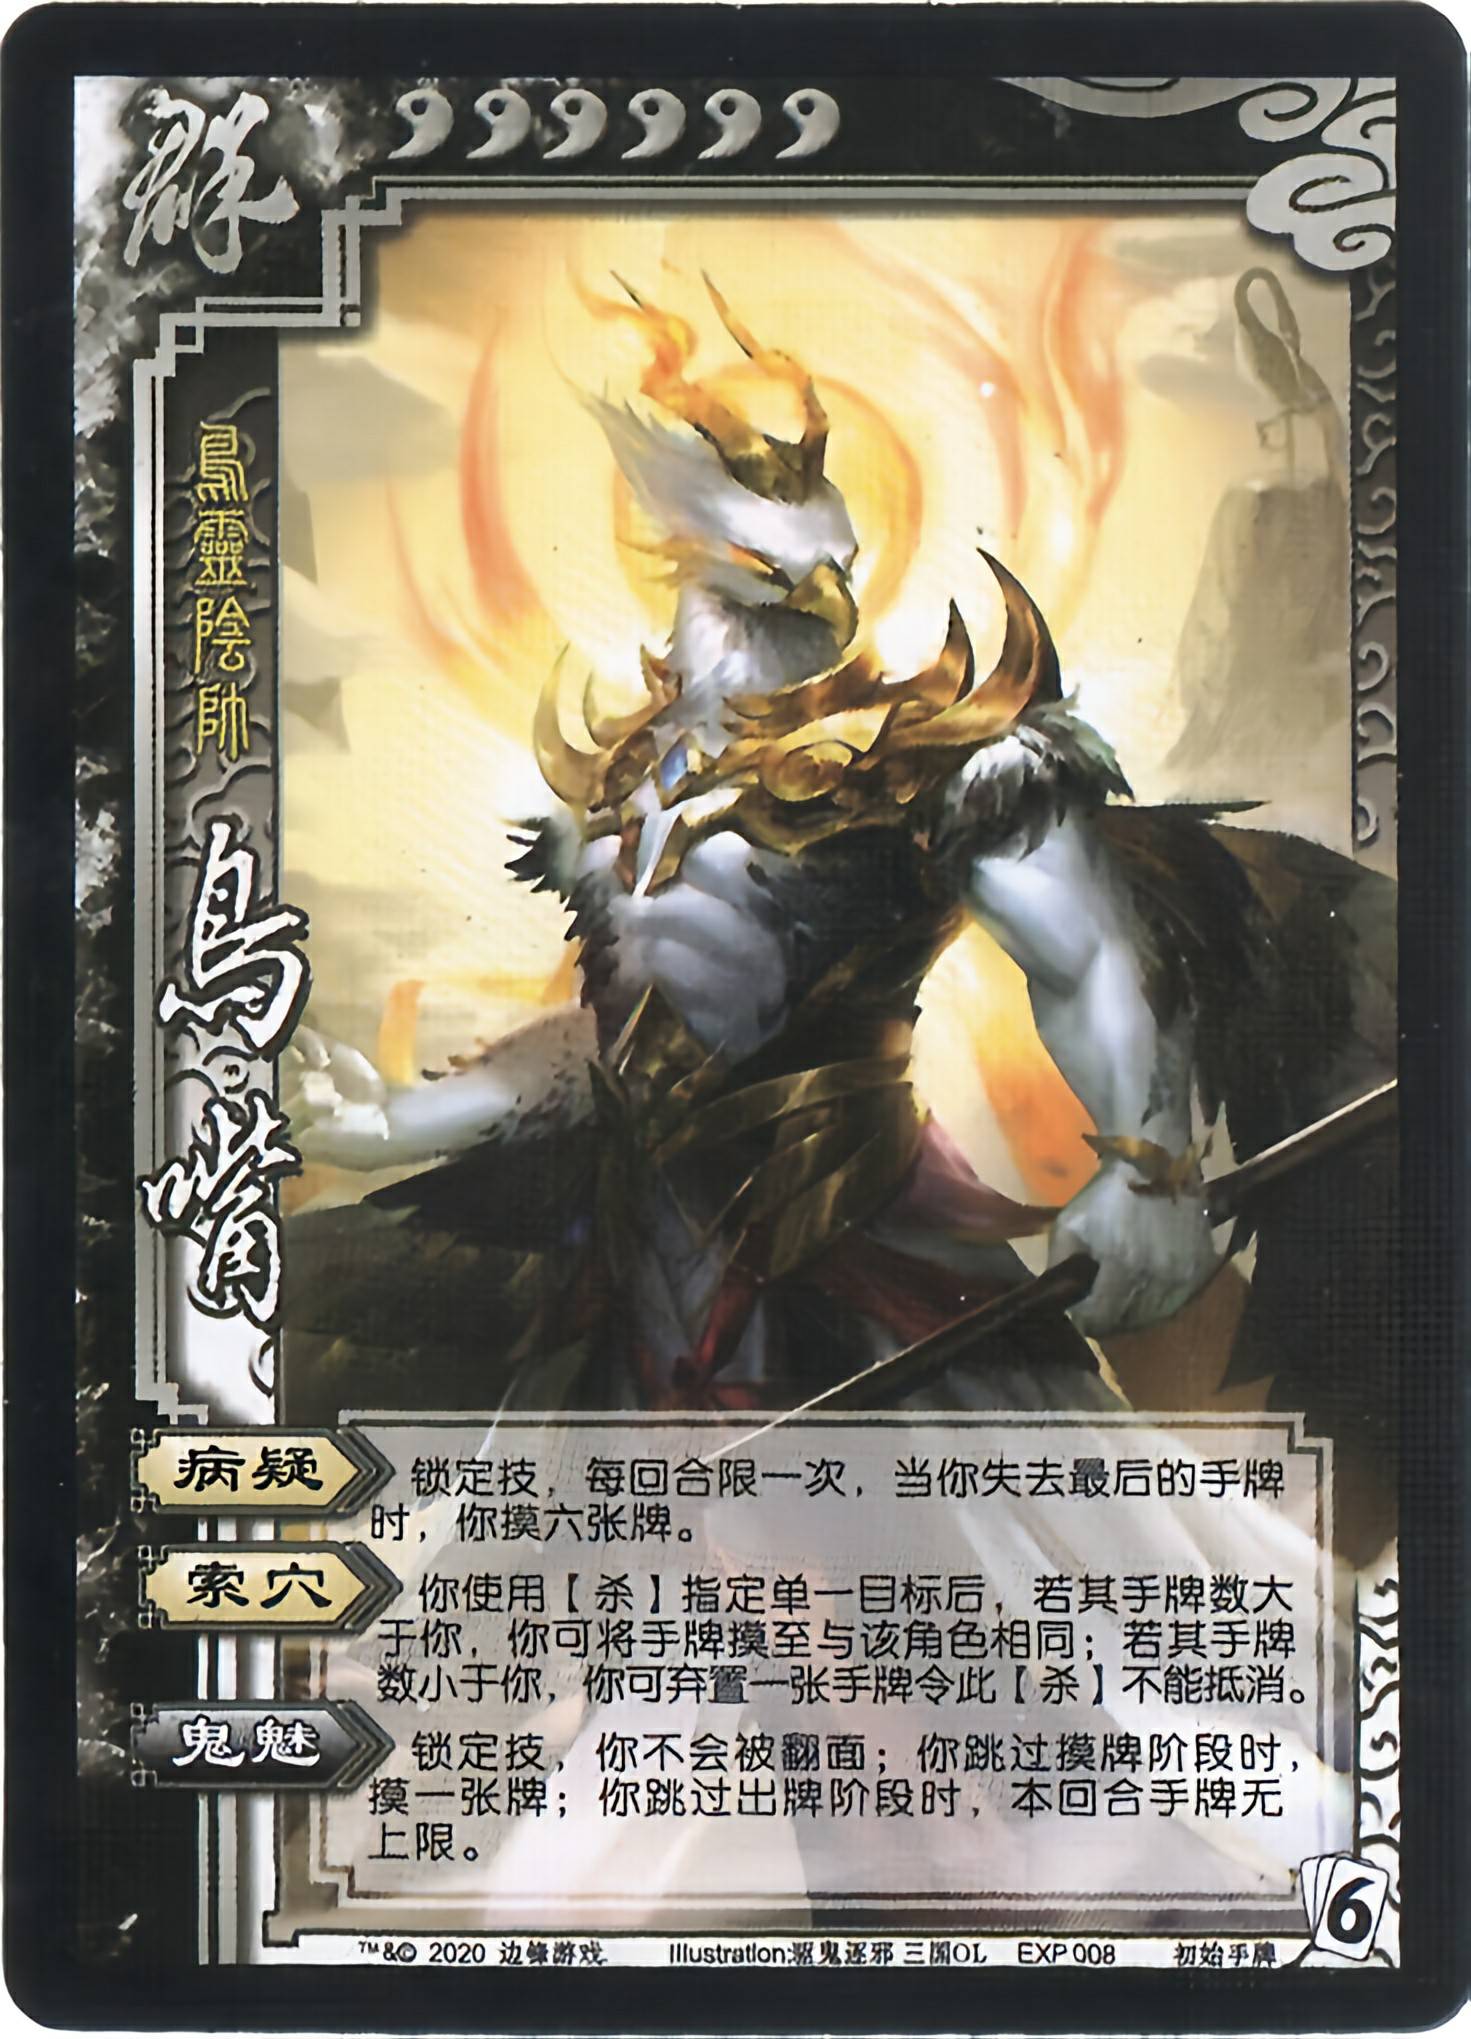 群
鳥靈陰帥
鳥嘴
病疑
锁定技，每回合限一次，当你失去最后的手牌
时，你摸六张牌。
索穴
你使用【杀】指定单一目标后，若其手牌数大
于你，你可将手牌摸至与该角色相同；若其手牌
数小于你，你可弃置一张手牌令此【杀】不能抵消。
鬼魅
锁定技，你不会被翻面；你跳过摸牌阶段时，
摸一张牌；你跳过出牌阶段时，本回合手牌无
上限。
6
™&© 2020 边锋游戏 Illustration:驱鬼逐邪 三国OL EXP 008 初始手牌